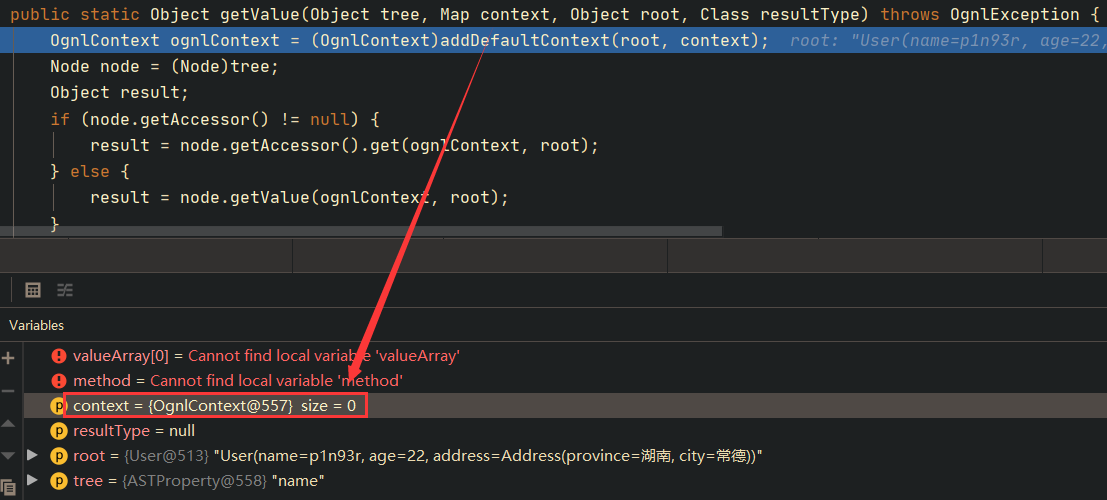 public static Object getValue(Object tree, Map context, Object root, Class resultType) throws OgnlException {
OgnlContext ognlContext = (OgnlContext)addDefaultContext(root, context); root: "User(name=p1n93r, age=22,
Node node = (Node)tree;
Object result;
if (node.getAccessor() != null) {
result = node.getAccessor().get(ognlContext, root);
} else {
result = node.getValue(ognlContext, root);
}
Variables
valueArray[0] = Cannot find local variable 'valueArray'
method = Cannot find local variable 'method'
context = {OgnlContext@557} size = 0
resultType = null
root = {User@513} "User(name=p1n93r, age=22, address=Address(province=湖南, city=常德))"
tree = {ASTProperty@558} "name"